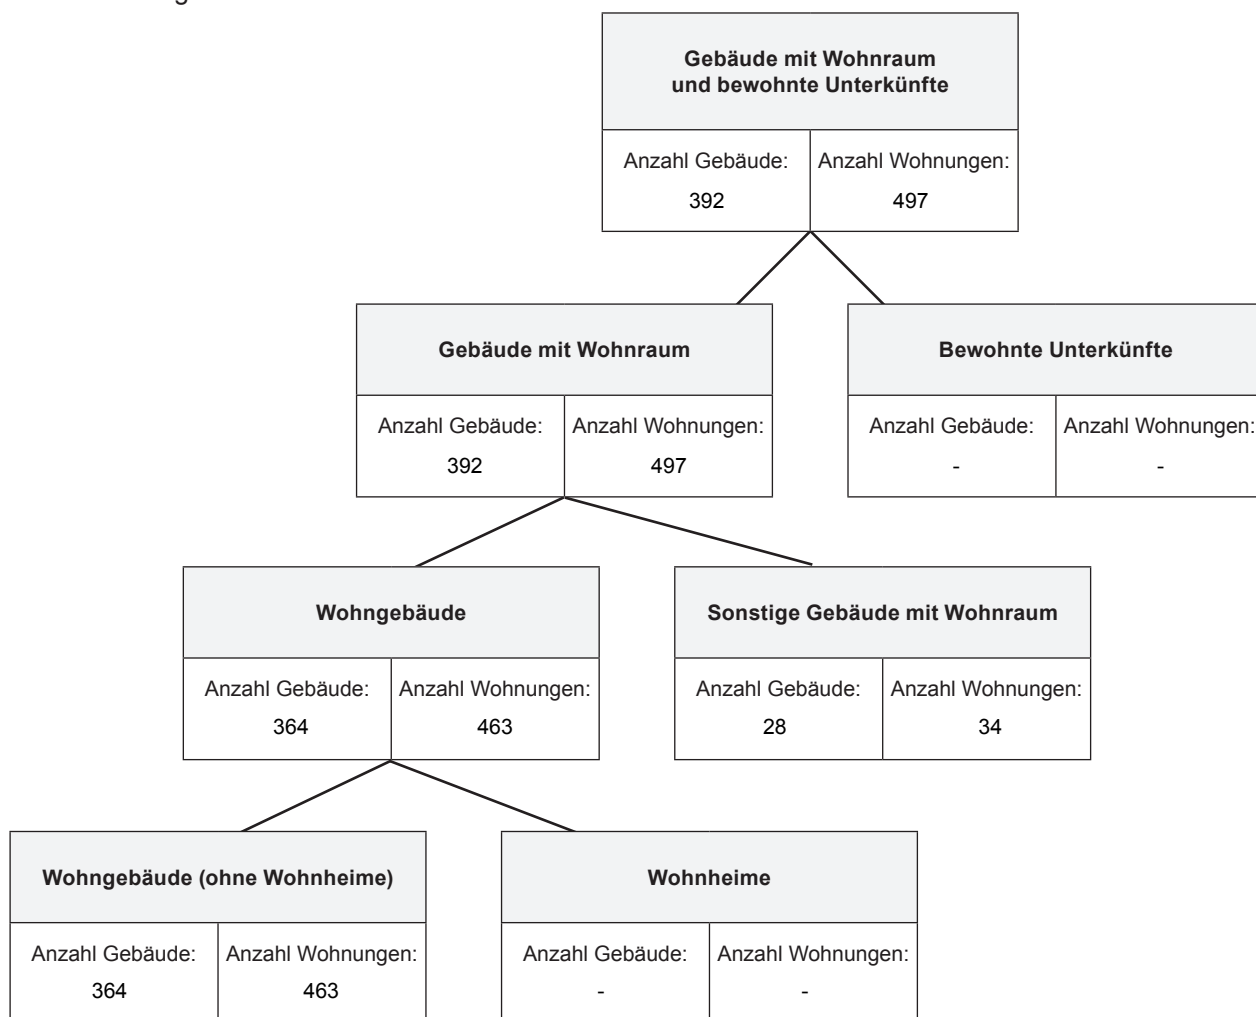 Gebäude mit Wohnraum
und bewohnte Unterkünfte
Anzahl Gebäude: Anzahl Wohnungen:
392 497
Gebäude mit Wohnraum
Anzahl Gebäude: Anzahl Wohnungen:
392 497
Bewohnte Unterkünfte
Anzahl Gebäude: Anzahl Wohnungen:
- -
Wohngebäude
Anzahl Gebäude: Anzahl Wohnungen:
364 463
Sonstige Gebäude mit Wohnraum
Anzahl Gebäude: Anzahl Wohnungen:
28 34
Wohngebäude (ohne Wohnheime)
Anzahl Gebäude: Anzahl Wohnungen:
364 463
Wohnheime
Anzahl Gebäude: Anzahl Wohnungen:
- -